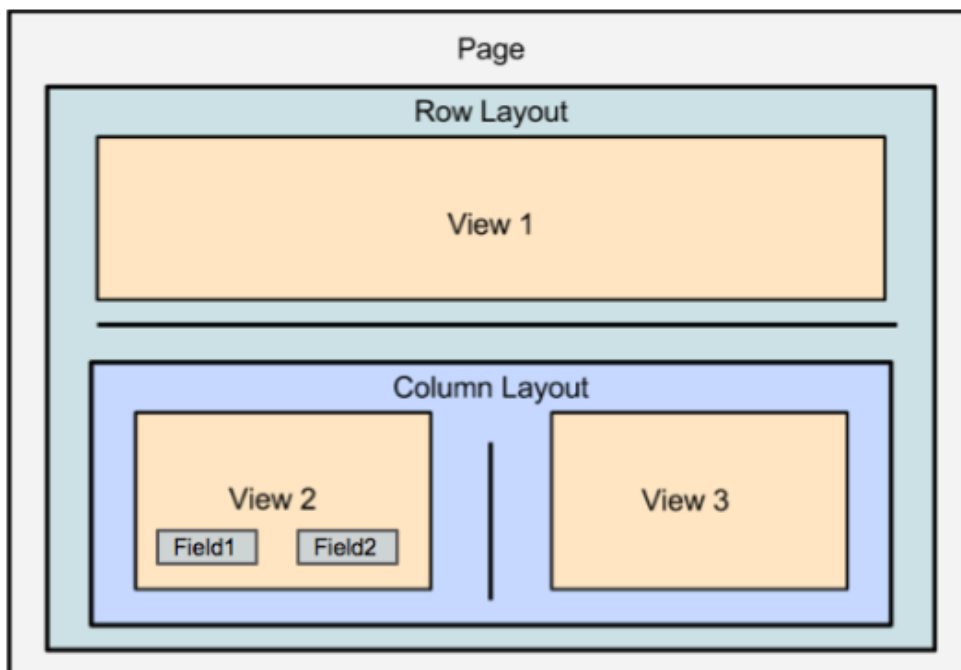 Page
Row Layout
View 1
Column Layout
View 2
Field1
Field2
View 3